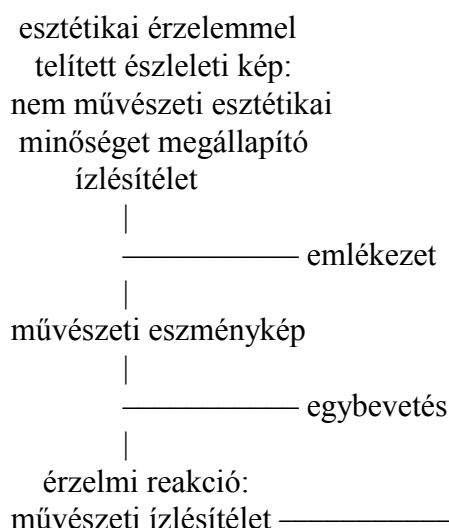 esztétikai érzelemmel
telített észleleti kép:
nem művészeti esztétikai
minőséget megállapító
ízlésítélet
emlékezet
művészeti eszménykép
egybevetés
érzelmi reakció:
művészeti ízlésítélet